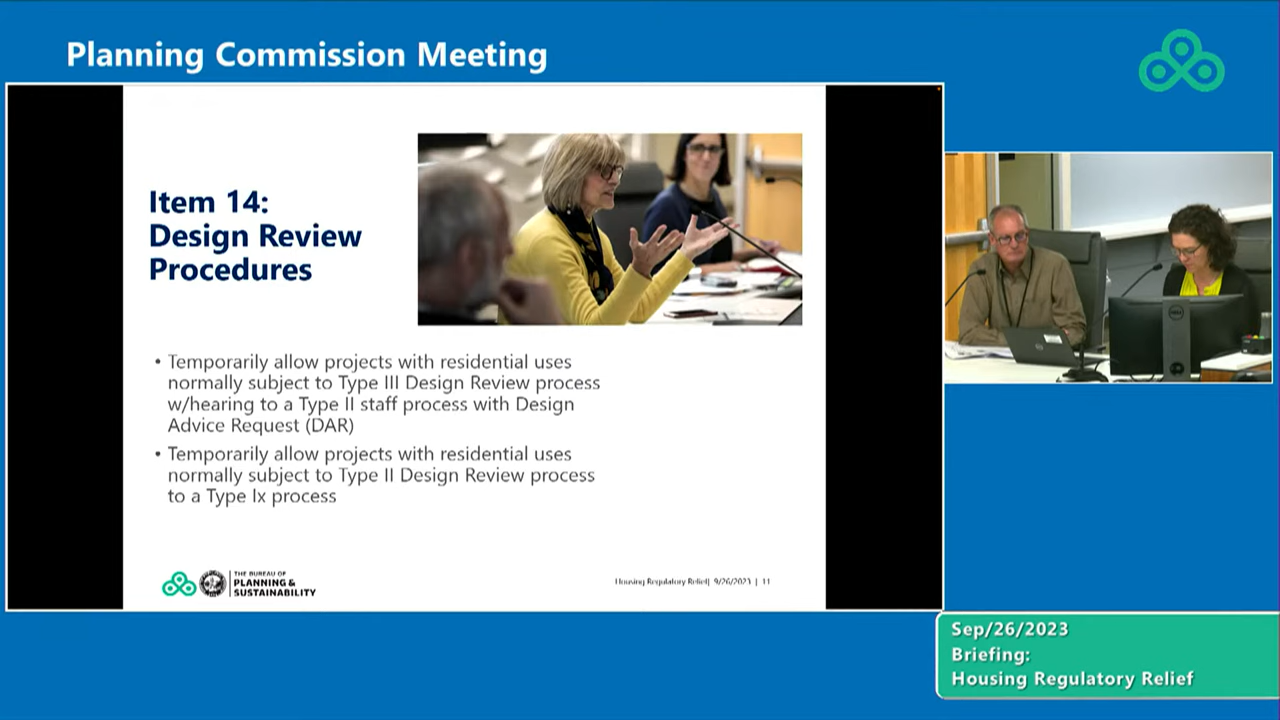 Planning Commission Meeting
Item 14:
Design Review
Procedures
• Temporarily allow projects with residential uses
normally subject to Type III Design Review process
w/hearing to a Type II staff process with Design
Advice Request (DAR)
• Temporarily allow projects with residential uses
normally subject to Type II Design Review process
to a Type Ix process
THE BUREAU OF
PLANNING &
SUSTAINABILITY
Housing Regulatory Relief| 9/26/2023 | 11
DELL
Sep/26/2023
Briefing:
Housing Regulatory Relief